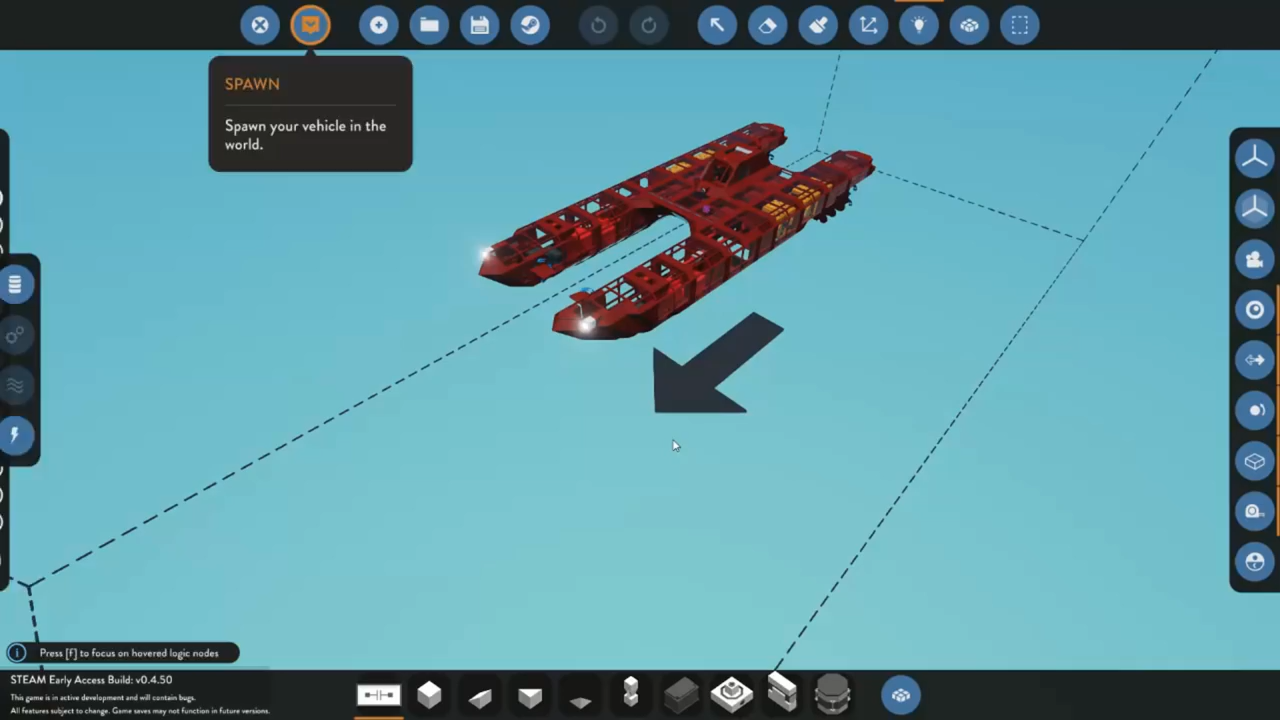 SPAWN
Spawn your vehicle in the
world.
Press [f] to focus on hovered logic nodes
STEAM Early Access Build: v0.4.50
This game is in active development and will contain bugs.
All features subject to change. Game saves may not function in future versions.